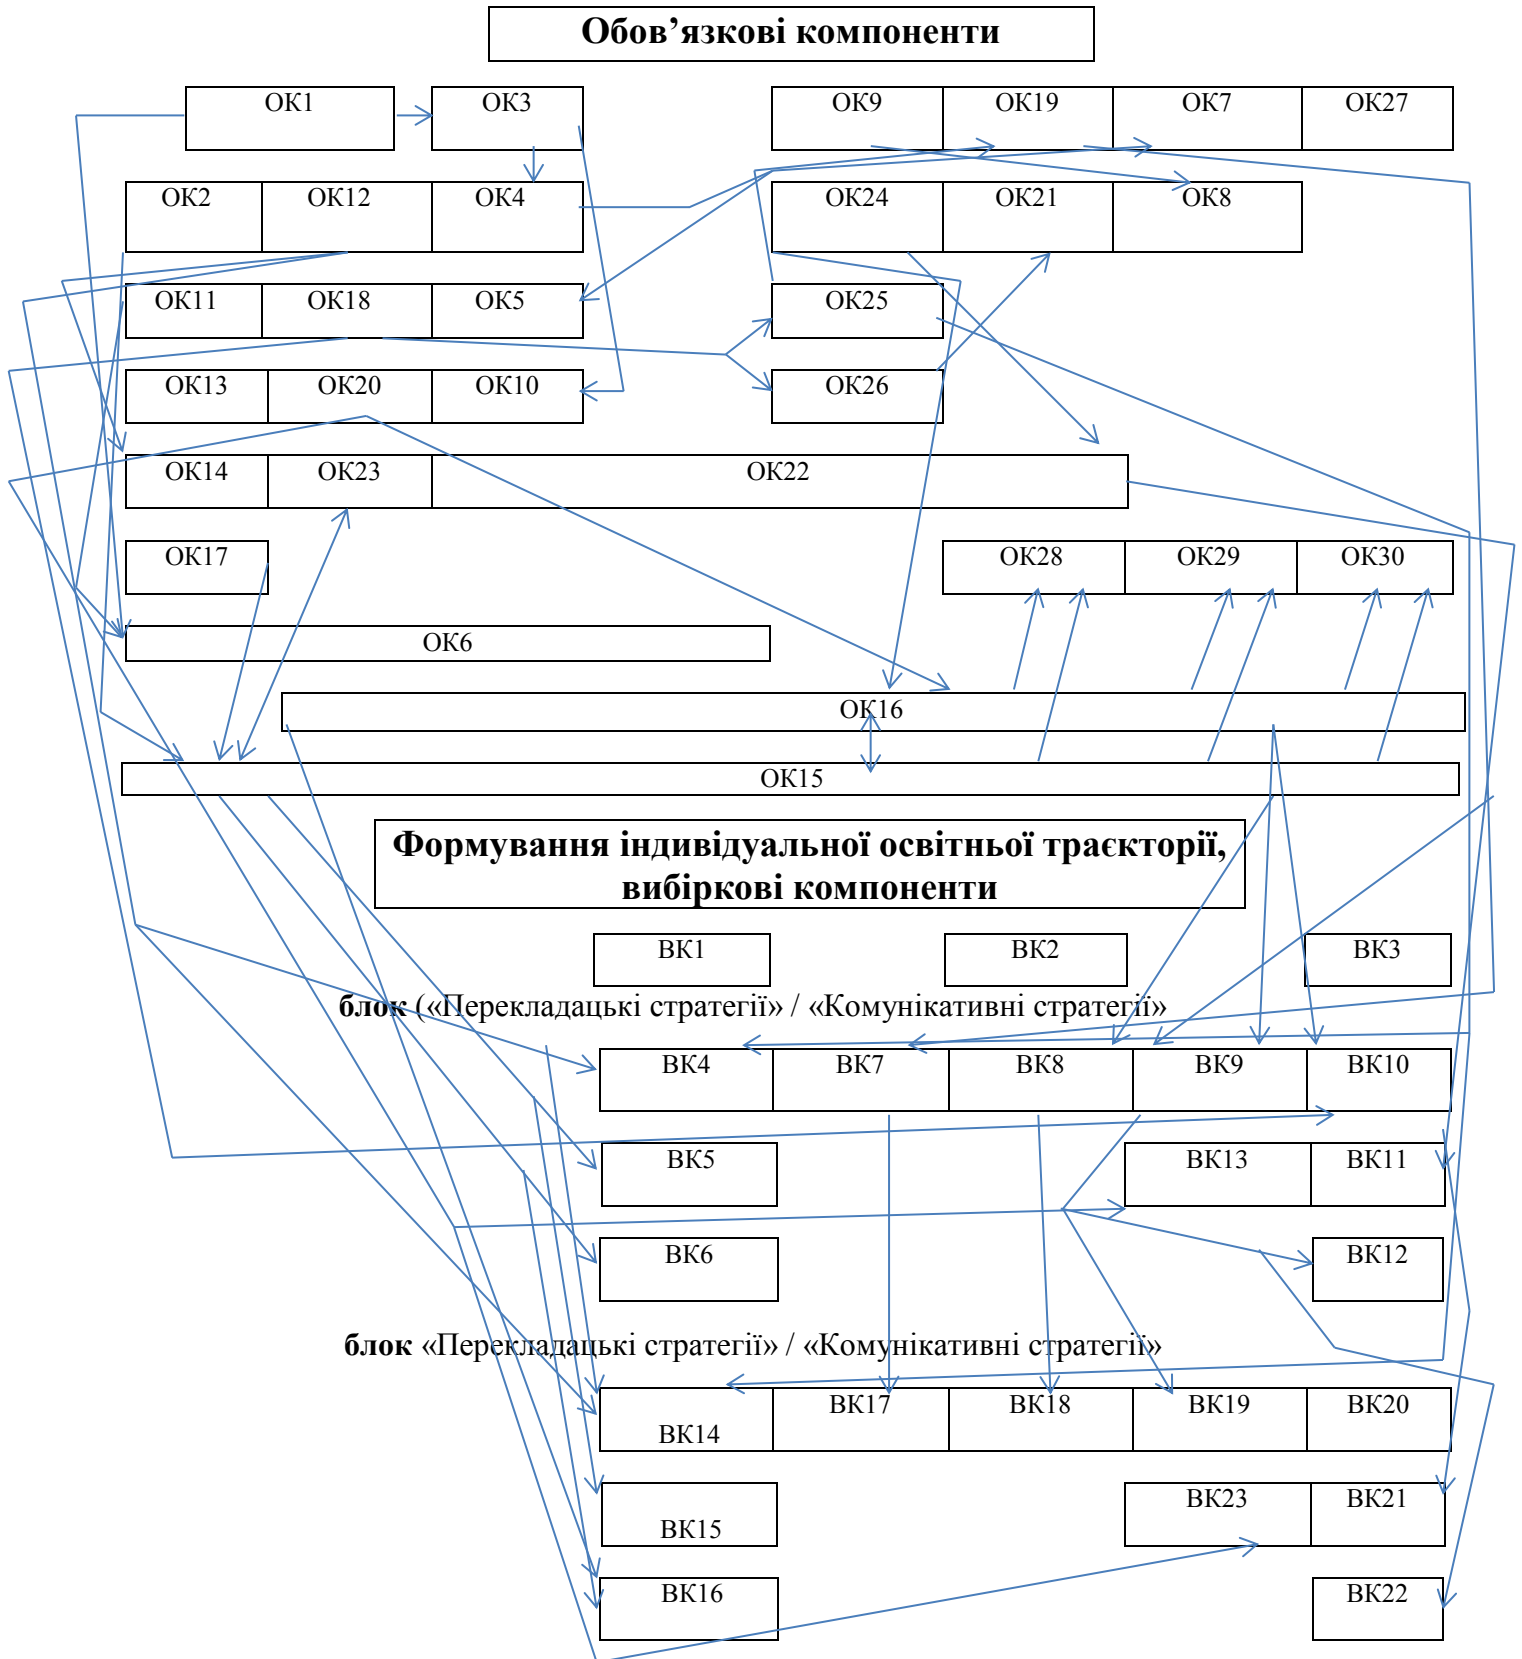 Обов’язкові компоненти
ОК1 ОК3 ОК9 ОК19 ОК7 ОК27
ОК2 ОК12 ОК4 ОК24 ОК21 ОК8
ОК11 ОК18 ОК5 ОК25
ОК13 ОК20 ОК10 ОК26
ОК14 ОК23 ОК22
ОК17 ОК28 ОК29 ОК30
ОК6
ОК16
ОК15
Формування індивідуальної освітньої траєкторії,
вибіркові компоненти
ВК1 ВК2 ВК3
блок («Перекладацькі стратегії» / «Комунікативні стратегії»
ВК4 ВК7 ВК8 ВК9 ВК10
ВК5 ВК13 ВК11
ВК6 ВК12
блок «Перекладацькі стратегії» / «Комунікативні стратегії»
ВК14 ВК17 ВК18 ВК19 ВК20
ВК15 ВК23 ВК21
ВК16 ВК22